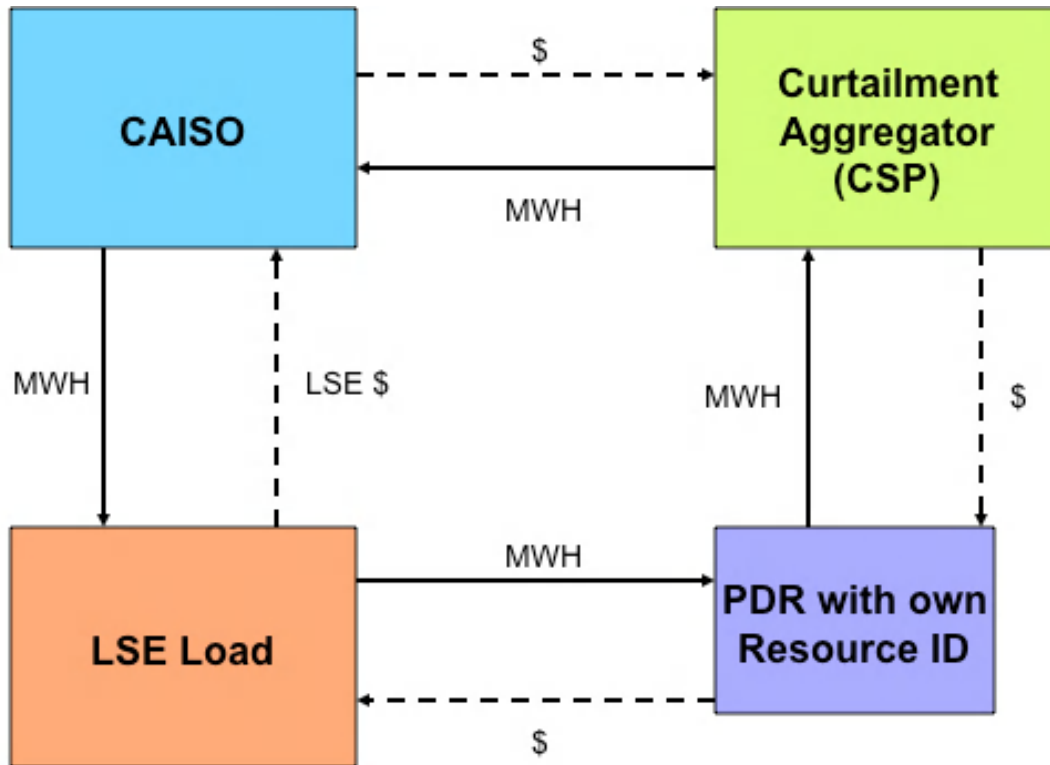 $
CAISO
Curtailment
Aggregator
(CSP)
MWH
MWH
LSE $
MWH
$
MWH
LSE Load
PDR with own
Resource ID
$